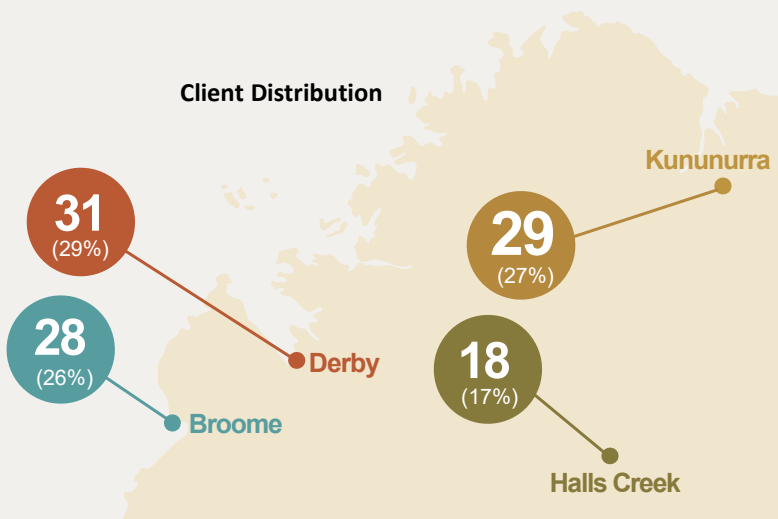 Client Distribution
Kununurra
31
(29%)
29
(27%)
28
(26%)
18
(17%)
Derby
Broome
Halls Creek